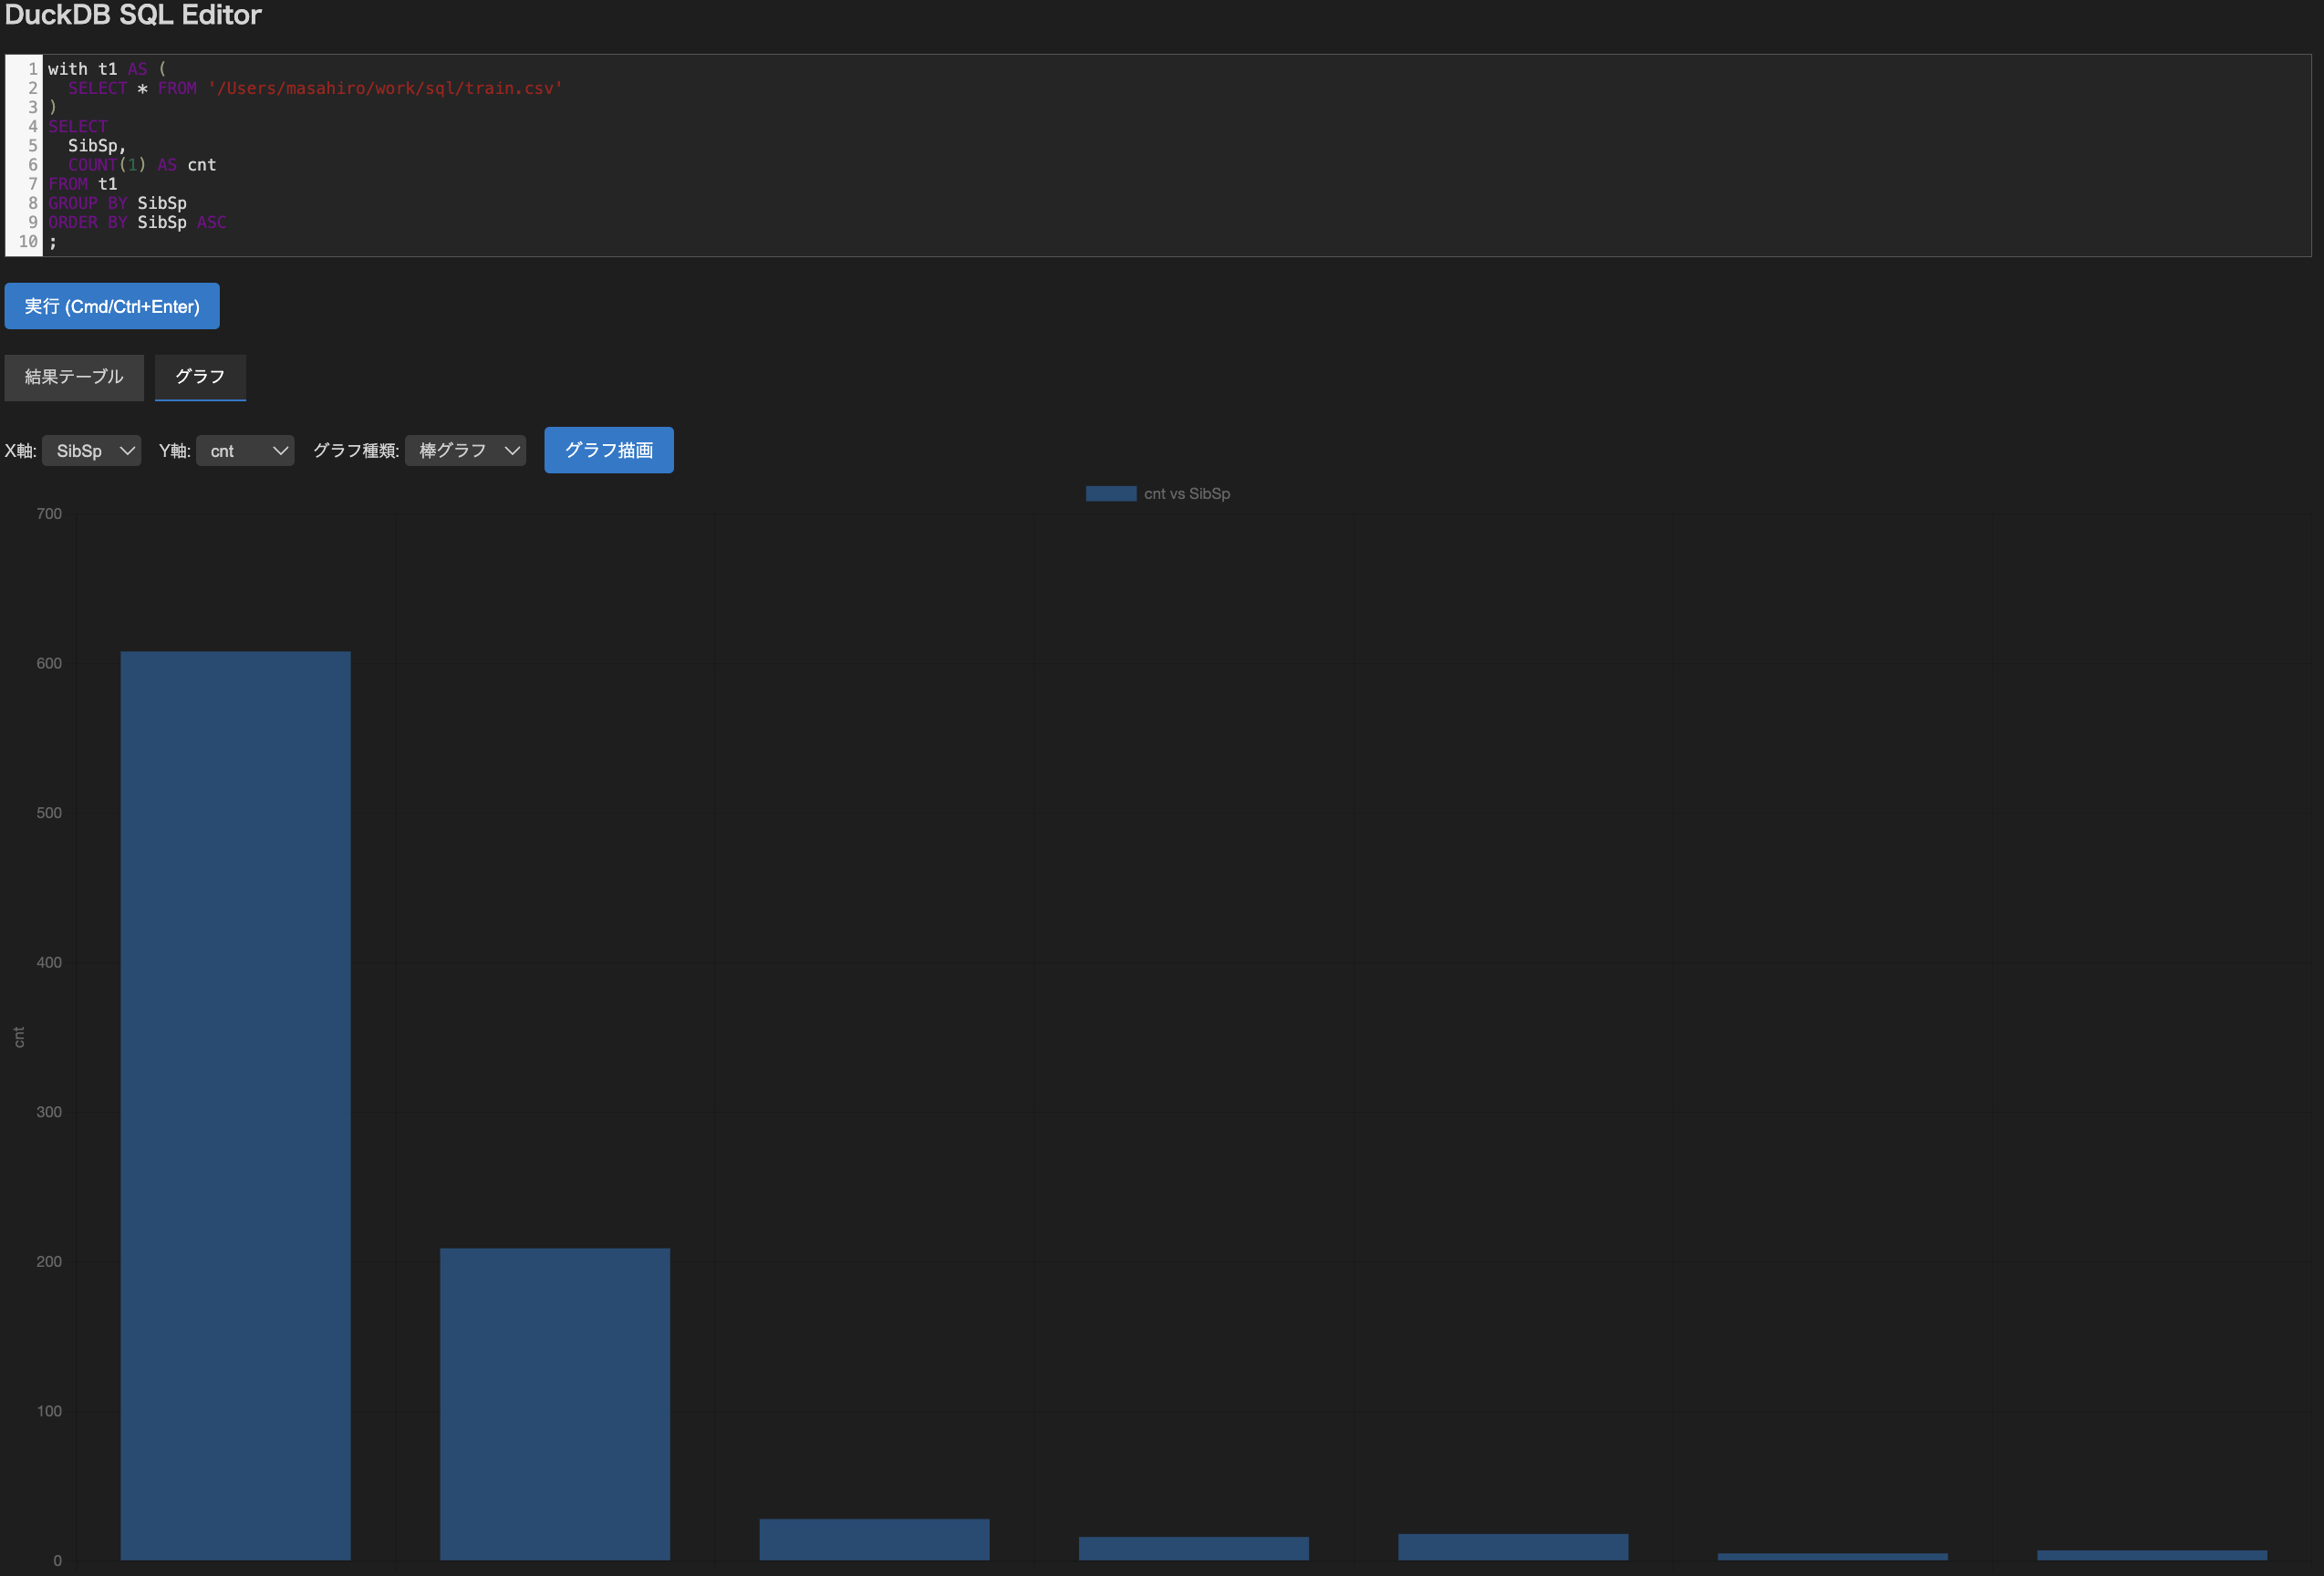 DuckDB SQL Editor
1 with t1 AS (
2   SELECT * FROM '/Users/masahiro/work/sql/train.csv'
3 )
4 SELECT
5   SibSp,
6   COUNT(1) AS cnt
7 FROM t1
8 GROUP BY SibSp
9 ORDER BY SibSp ASC
10 ;
実行 (Cmd/Ctrl+Enter)
結果テーブル グラフ
X軸: SibSp Y軸: cnt グラフ種類: 棒グラフ グラフ描画
cnt vs SibSp
700
600
500
400
cnt
300
200
100
0